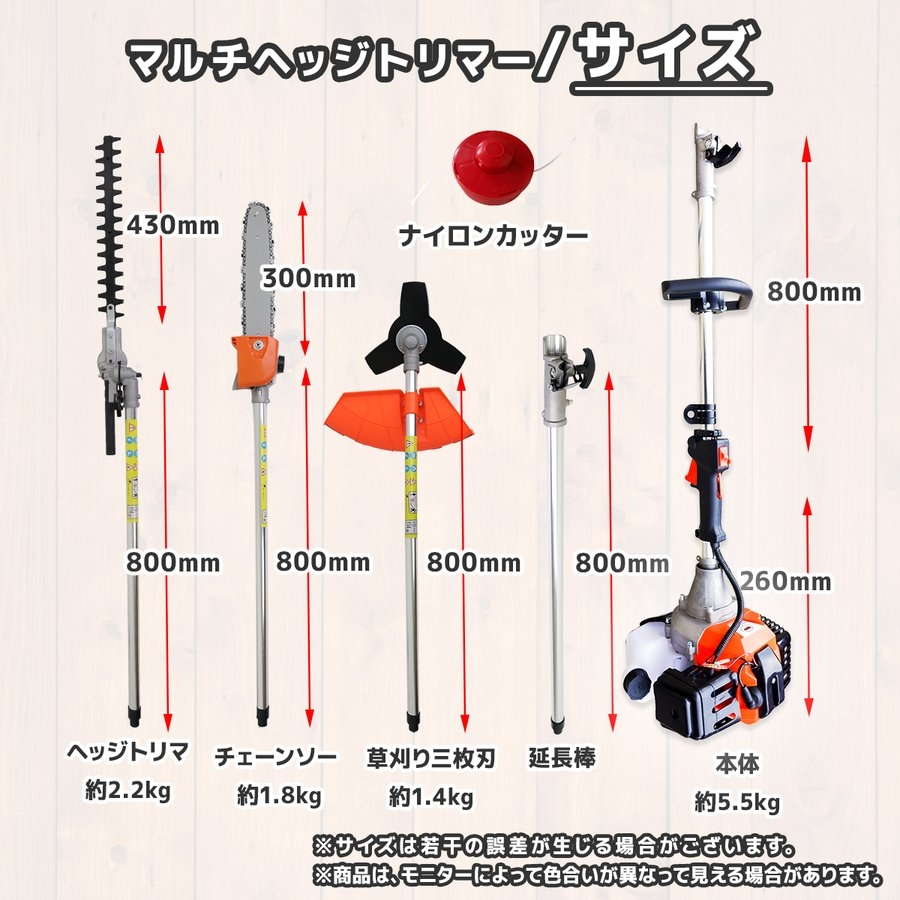 マルチヘッジトリマー/サイズ
430mm
ナイロンカッター
300mm
800mm
800mm
800mm
800mm
800mm
260mm
ヘッジトリマ
約2.2kg
チェーンソー
約1.8kg
草刈り三枚刃
約1.4kg
延長棒
本体
約5.5kg
※サイズは若干の誤差が生じる場合がございます。
※商品は、モニターによって色合いが異なって見える場合があります。